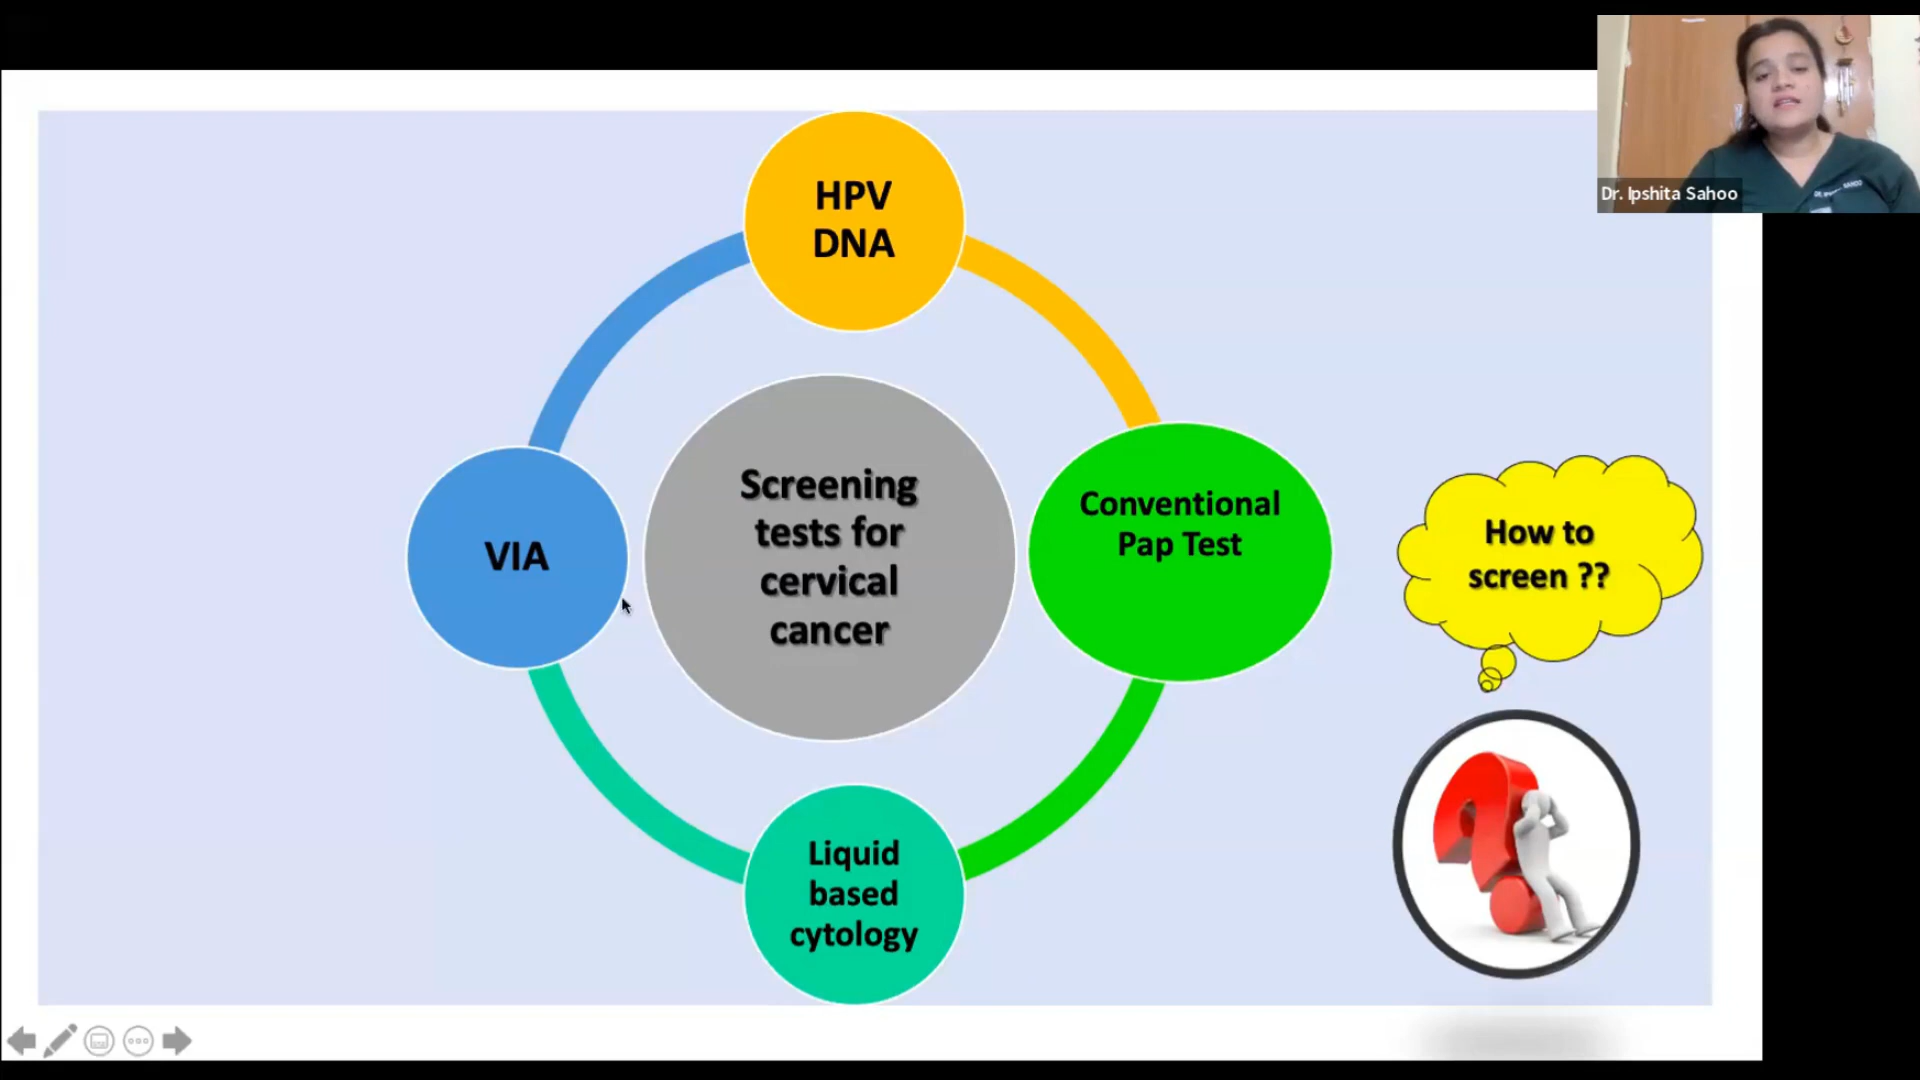 Dr. Ipshita Sahoo
HPV
DNA
Screening
tests for
cervical
cancer
Conventional
Pap Test
VIA
Liquid
based
cytology
How to
screen ??